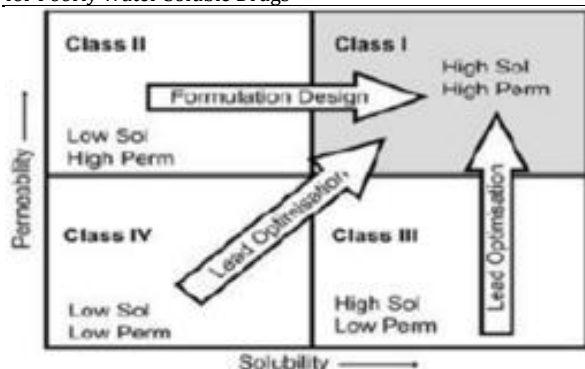 for Poorly Water Soluble Drugs
Class II
Class I
High Sol
High Perm
Formulation Design
Low Sol
High Perm
Permeability
Class IV
Lead Optimisation
Class III
Lead Optimisation
Low Sol
Low Perm
High Sol
Low Perm
Solubility